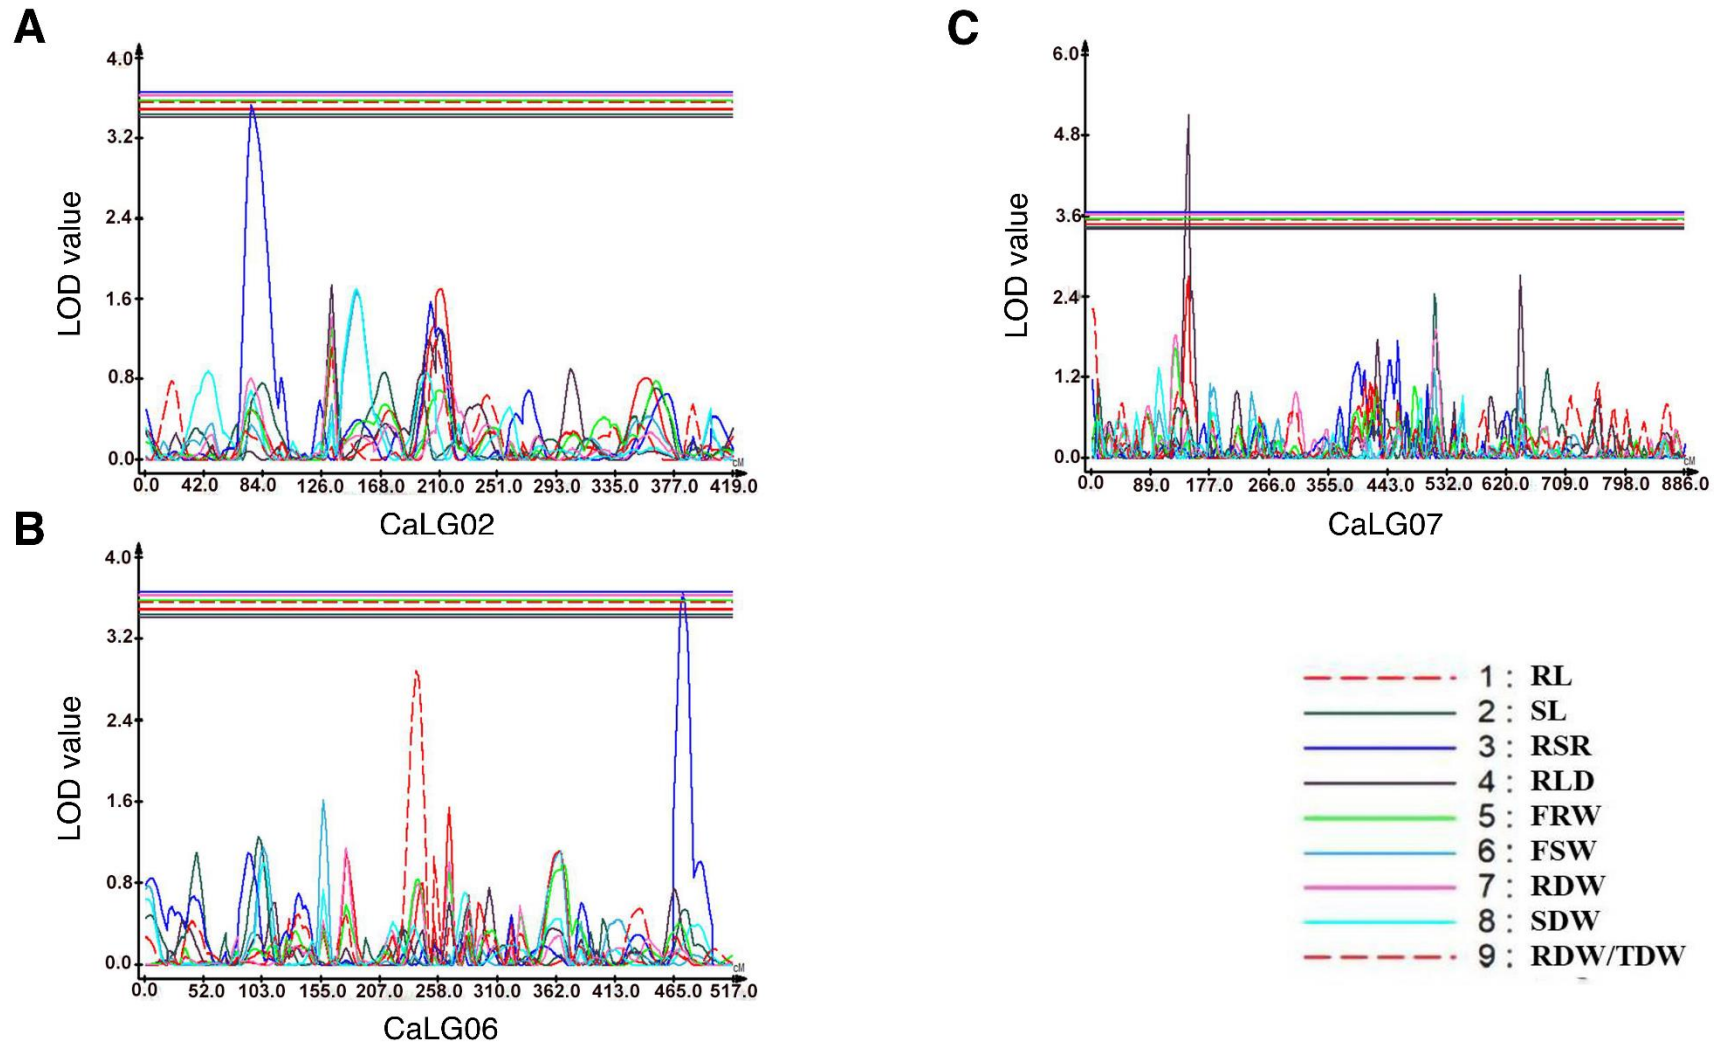 A
LOD value
4.0
3.2
2.4
1.6
0.8
0.0
cM
0.0 42.0 84.0 126.0 168.0 210.0 251.0 293.0 335.0 377.0 419.0
CaLG02
B
LOD value
4.0
3.2
2.4
1.6
0.8
0.0
cM
0.0 52.0 103.0 155.0 207.0 258.0 310.0 362.0 413.0 465.0 517.0
CaLG06
C
LOD value
6.0
4.8
3.6
2.4
1.2
0.0
cM
0.0 89.0 177.0 266.0 355.0 443.0 532.0 620.0 709.0 798.0 886.0
CaLG07
1 : RL
2 : SL
3 : RSR
4 : RLD
5 : FRW
6 : FSW
7 : RDW
8 : SDW
9 : RDW/TDW